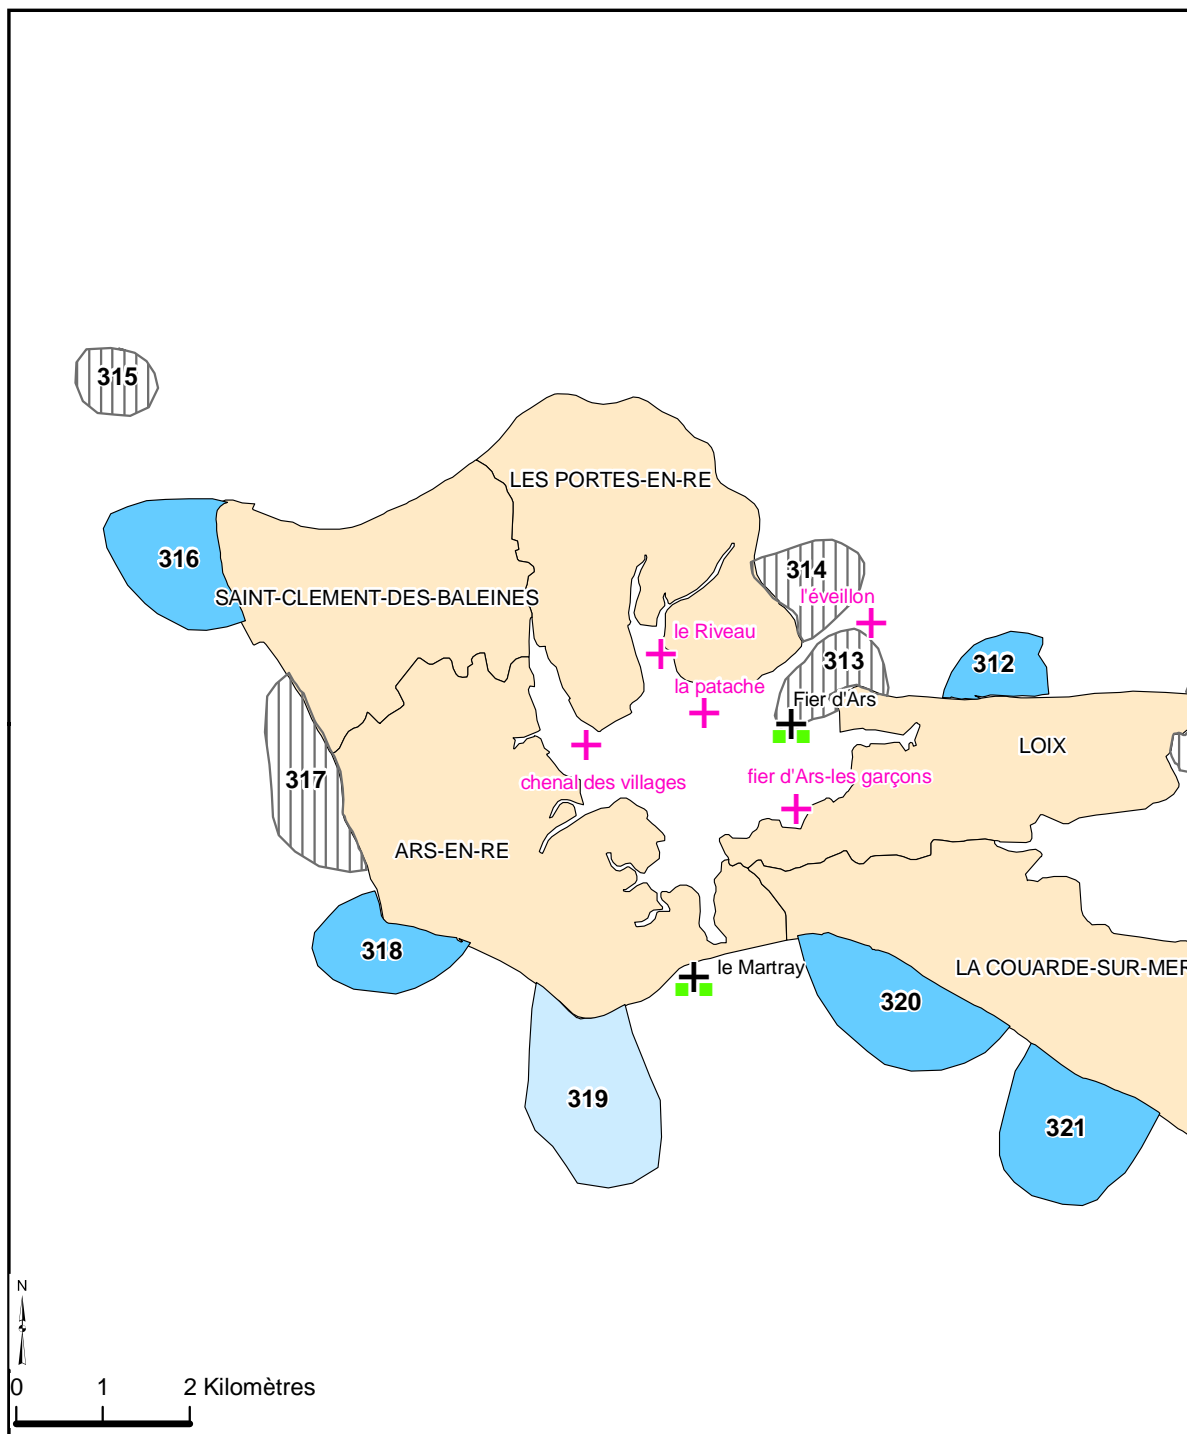 315
LES PORTES-EN-RE
316
314
SAINT-CLEMENT-DES-BALEINES
l'éveillon
le Riveau
313
312
la patache
Fier d'Ars
LOIX
317
chenal des villages
fier d'Ars-les garçons
ARS-EN-RE
318
le Martray
LA COUARDE-SUR-MER
320
319
321
N
0 1 2 Kilomètres